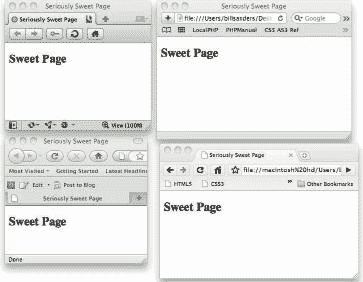 Seriously Sweet Page
Seriously Sweet Page
Sweet Page
View (100%)
Seriously Sweet Page
file:///Users/billsanders/Des
Google
LocalPHP PHPManual CS3 AS3 Ref
Sweet Page
Seriously Sweet Page
Most Visited Getting Started Latest Headline
Edit Post to Blog
Seriously Sweet Page
Sweet Page
Done
Seriously Sweet Page
file://macintosh%20hd/Users/
HTML5 CSS3 Other Bookmarks
Sweet Page